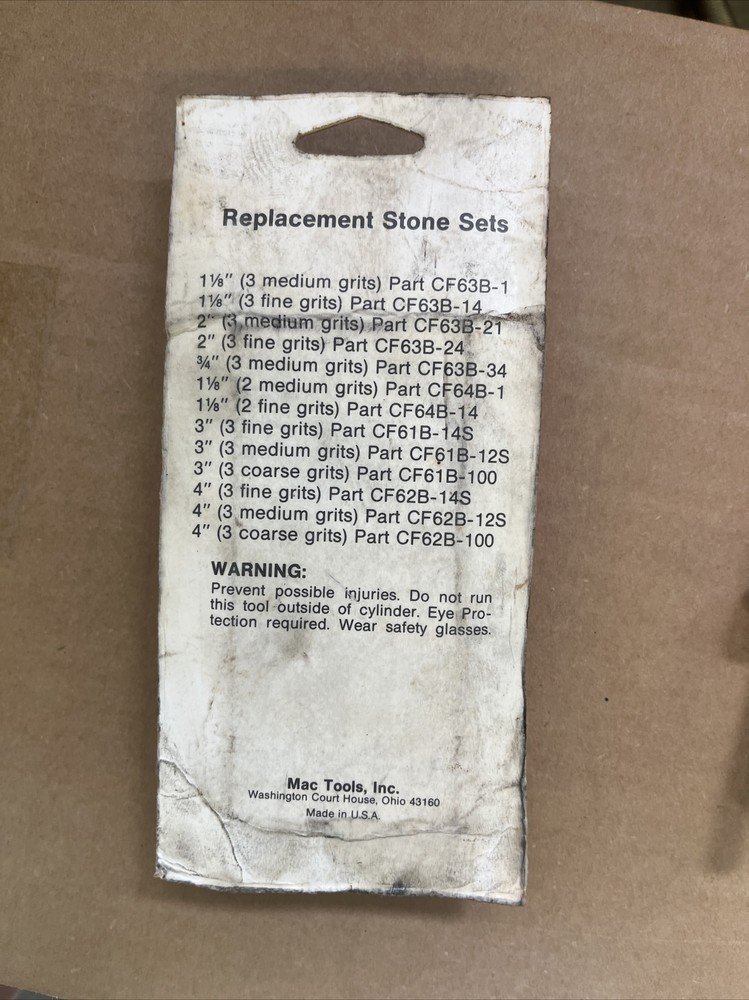 Replacement Stone Sets
1⅛" (3 medium grits) Part CF63B-1
1⅛" (3 fine grits) Part CF63B-14
2" (3 medium grits) Part CF63B-21
2" (3 fine grits) Part CF63B-24
¾" (3 medium grits) Part CF63B-34
1⅛" (2 medium grits) Part CF64B-1
1⅛" (2 fine grits) Part CF64B-14
3" (3 fine grits) Part CF61B-14S
3" (3 medium grits) Part CF61B-12S
3" (3 coarse grits) Part CF61B-100
4" (3 fine grits) Part CF62B-14S
4" (3 medium grits) Part CF62B-12S
4" (3 coarse grits) Part CF62B-100
WARNING:
Prevent possible injuries. Do not run
this tool outside of cylinder. Eye Pro-
tection required. Wear safety glasses.
Mac Tools, Inc.
Washington Court House, Ohio 43160
Made in U.S.A.